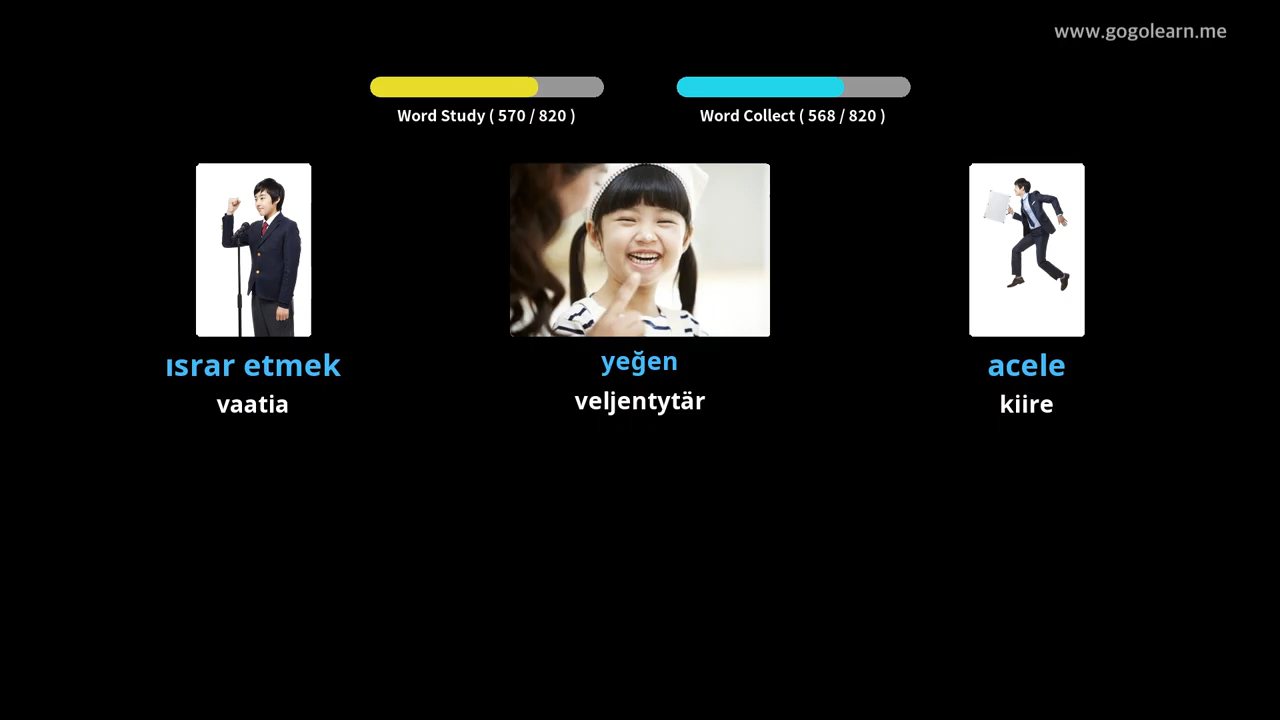 www.gogolearn.me
Word Study ( 570 / 820 )
Word Collect ( 568 / 820 )
ısrar etmek
vaatia
yeğen
veljentytär
acele
kiire